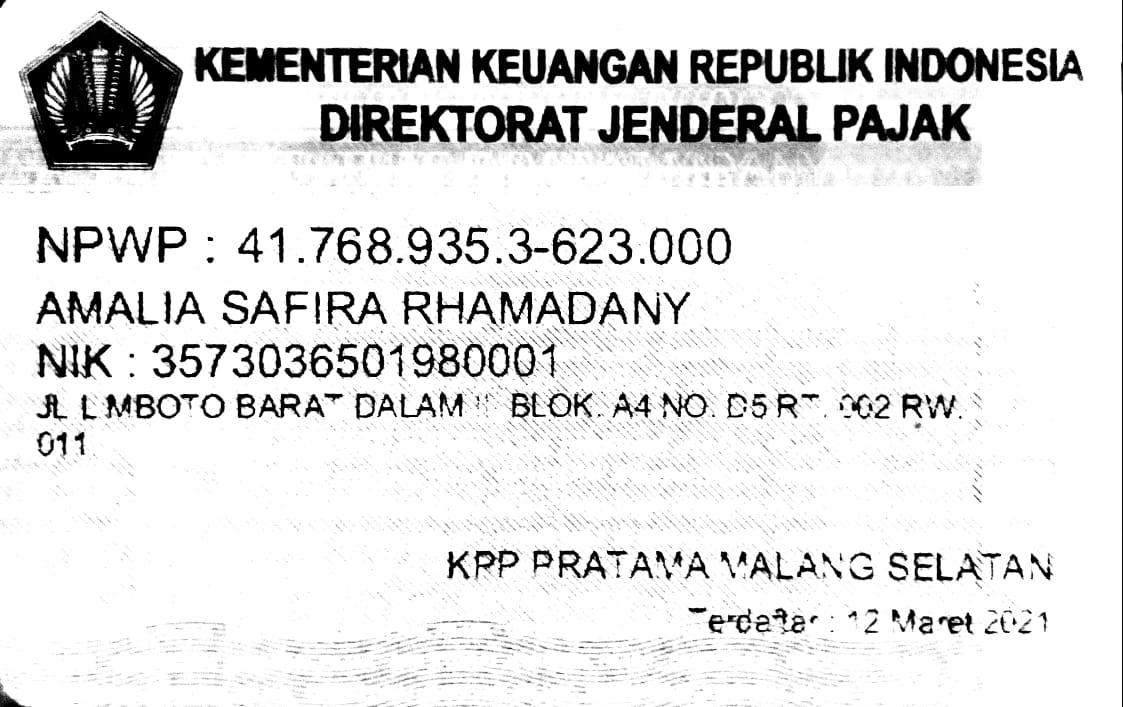 KEMENTERIAN KEUANGAN REPUBLIK INDONESIA
DIREKTORAT JENDERAL PAJAK
NPWP : 41.768.935.3-623.000
AMALIA SAFIRA RHAMADANY
NIK : 3573036501980001
JL. LIMBOTO BARAT DALAM BLOK. A4 NO. D5 RT. 002 RW.
011
KPP PRATAMA MALANG SELATAN
Terdaftar : 12 Maret 2021